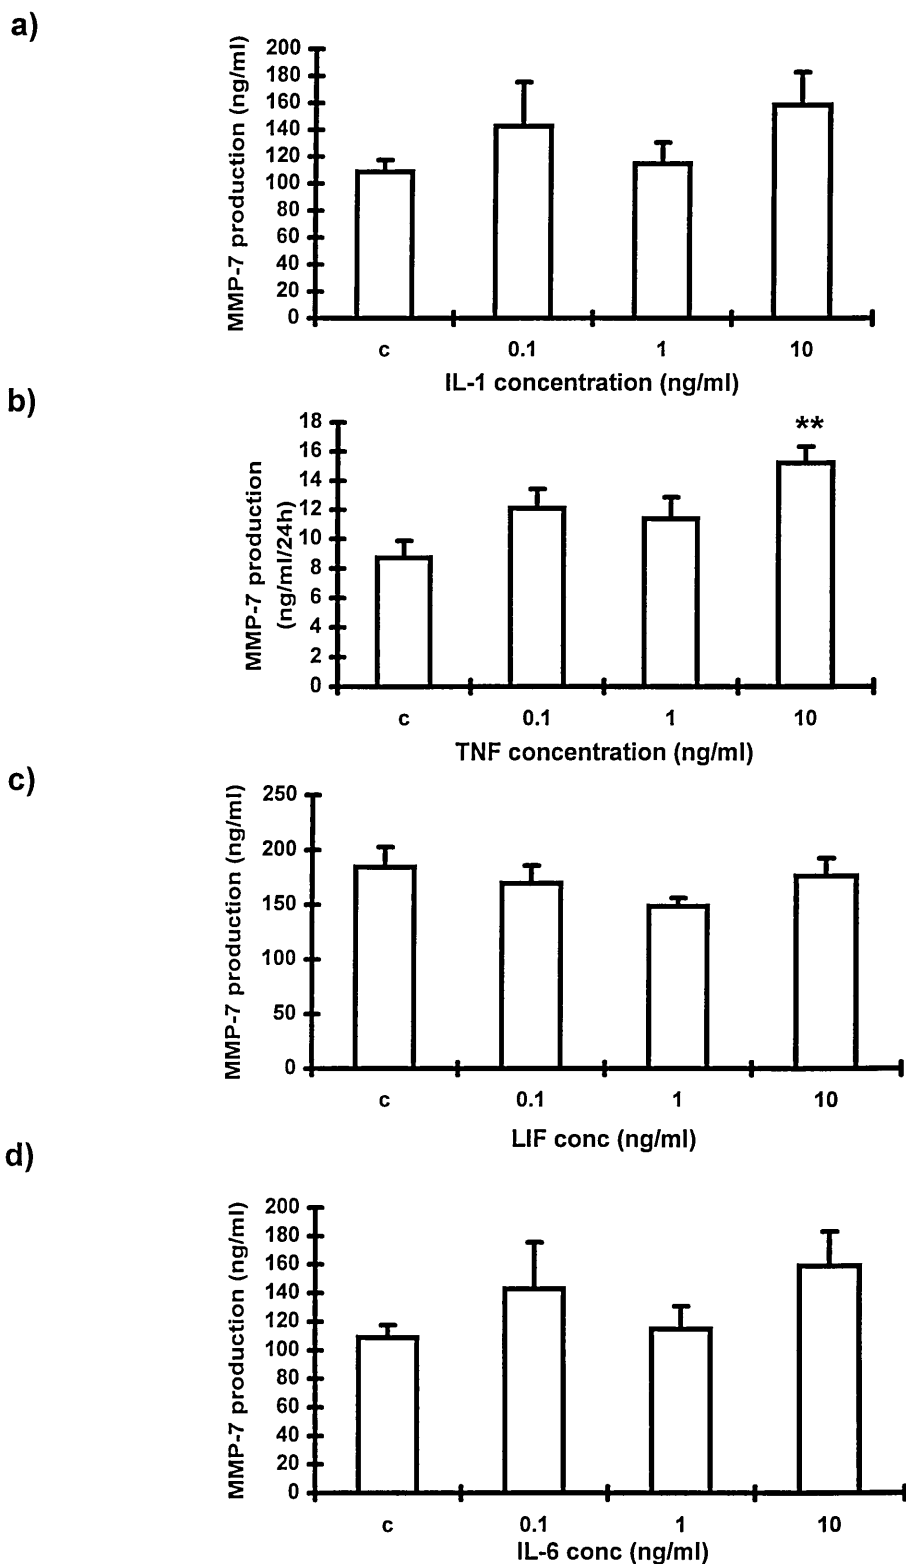 a)
MMP-7 production (ng/ml)
200
180
160
140
120
100
80
60
40
20
0
c 0.1 1 10
IL-1 concentration (ng/ml)
b)
MMP-7 production
(ng/ml/24h)
18
16
14
12
10
8
6
4
2
0
**
c 0.1 1 10
TNF concentration (ng/ml)
c)
MMP-7 production (ng/ml)
250
200
150
100
50
0
c 0.1 1 10
LIF conc (ng/ml)
d)
MMP-7 production (ng/ml)
200
180
160
140
120
100
80
60
40
20
0
c 0.1 1 10
IL-6 conc (ng/ml)